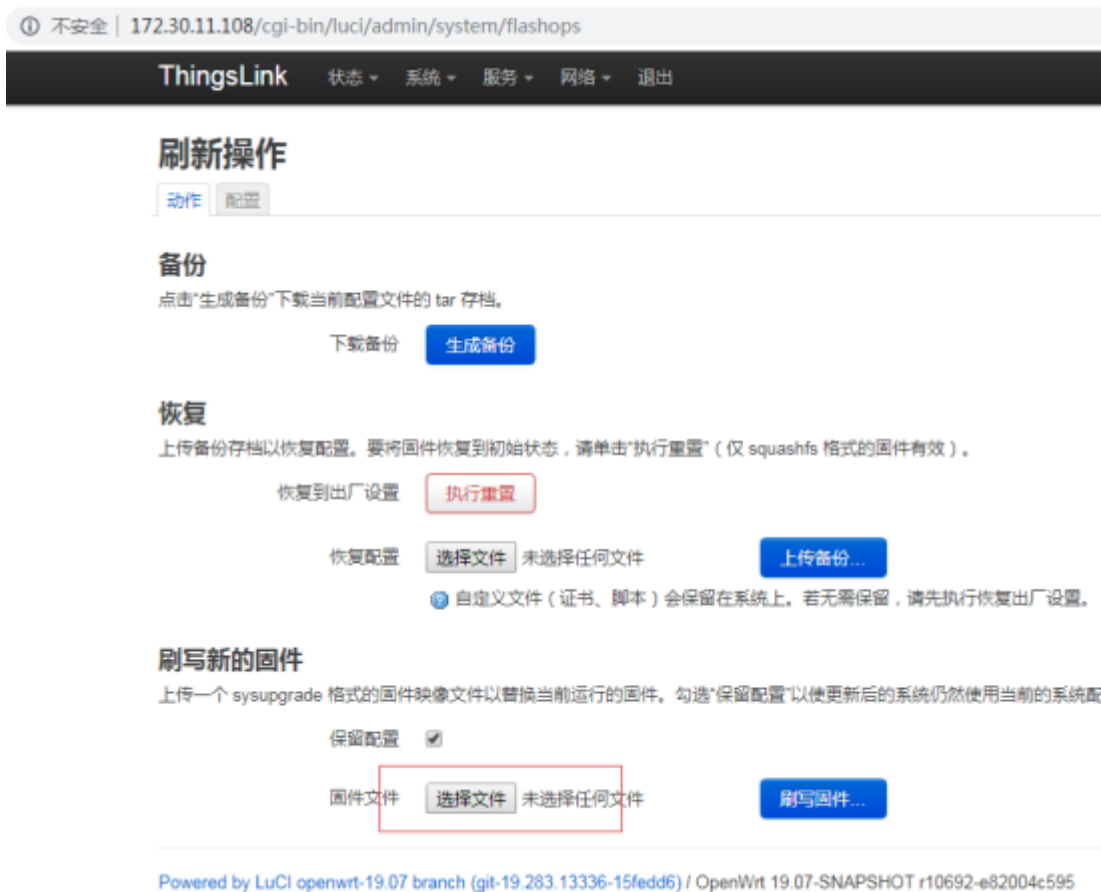 不安全 | 172.30.11.108/cgi-bin/luci/admin/system/flashops
ThingsLink 状态 系统 服务 网络 退出
刷新操作
动作 配置
备份
点击“生成备份”下载当前配置文件的 tar 存档。
下载备份 生成备份
恢复
上传备份存档以恢复配置。要将固件恢复到初始状态，请单击“执行重置”（仅 squashfs 格式的固件有效）。
恢复到出厂设置 执行重置
恢复配置 选择文件 未选择任何文件 上传备份...
自定义文件（证书、脚本）会保留在系统上。若无需保留，请先执行恢复出厂设置。
刷写新的固件
上传一个 sysupgrade 格式的固件映像文件以替换当前运行的固件。勾选“保留配置”以使更新后的系统仍然使用当前的系统配
保留配置
固件文件 选择文件 未选择任何文件 刷写固件...
Powered by LuCI openwrt-19.07 branch (git-19.283.13336-15fedd6) / OpenWrt 19.07-SNAPSHOT r10692-e82004c595